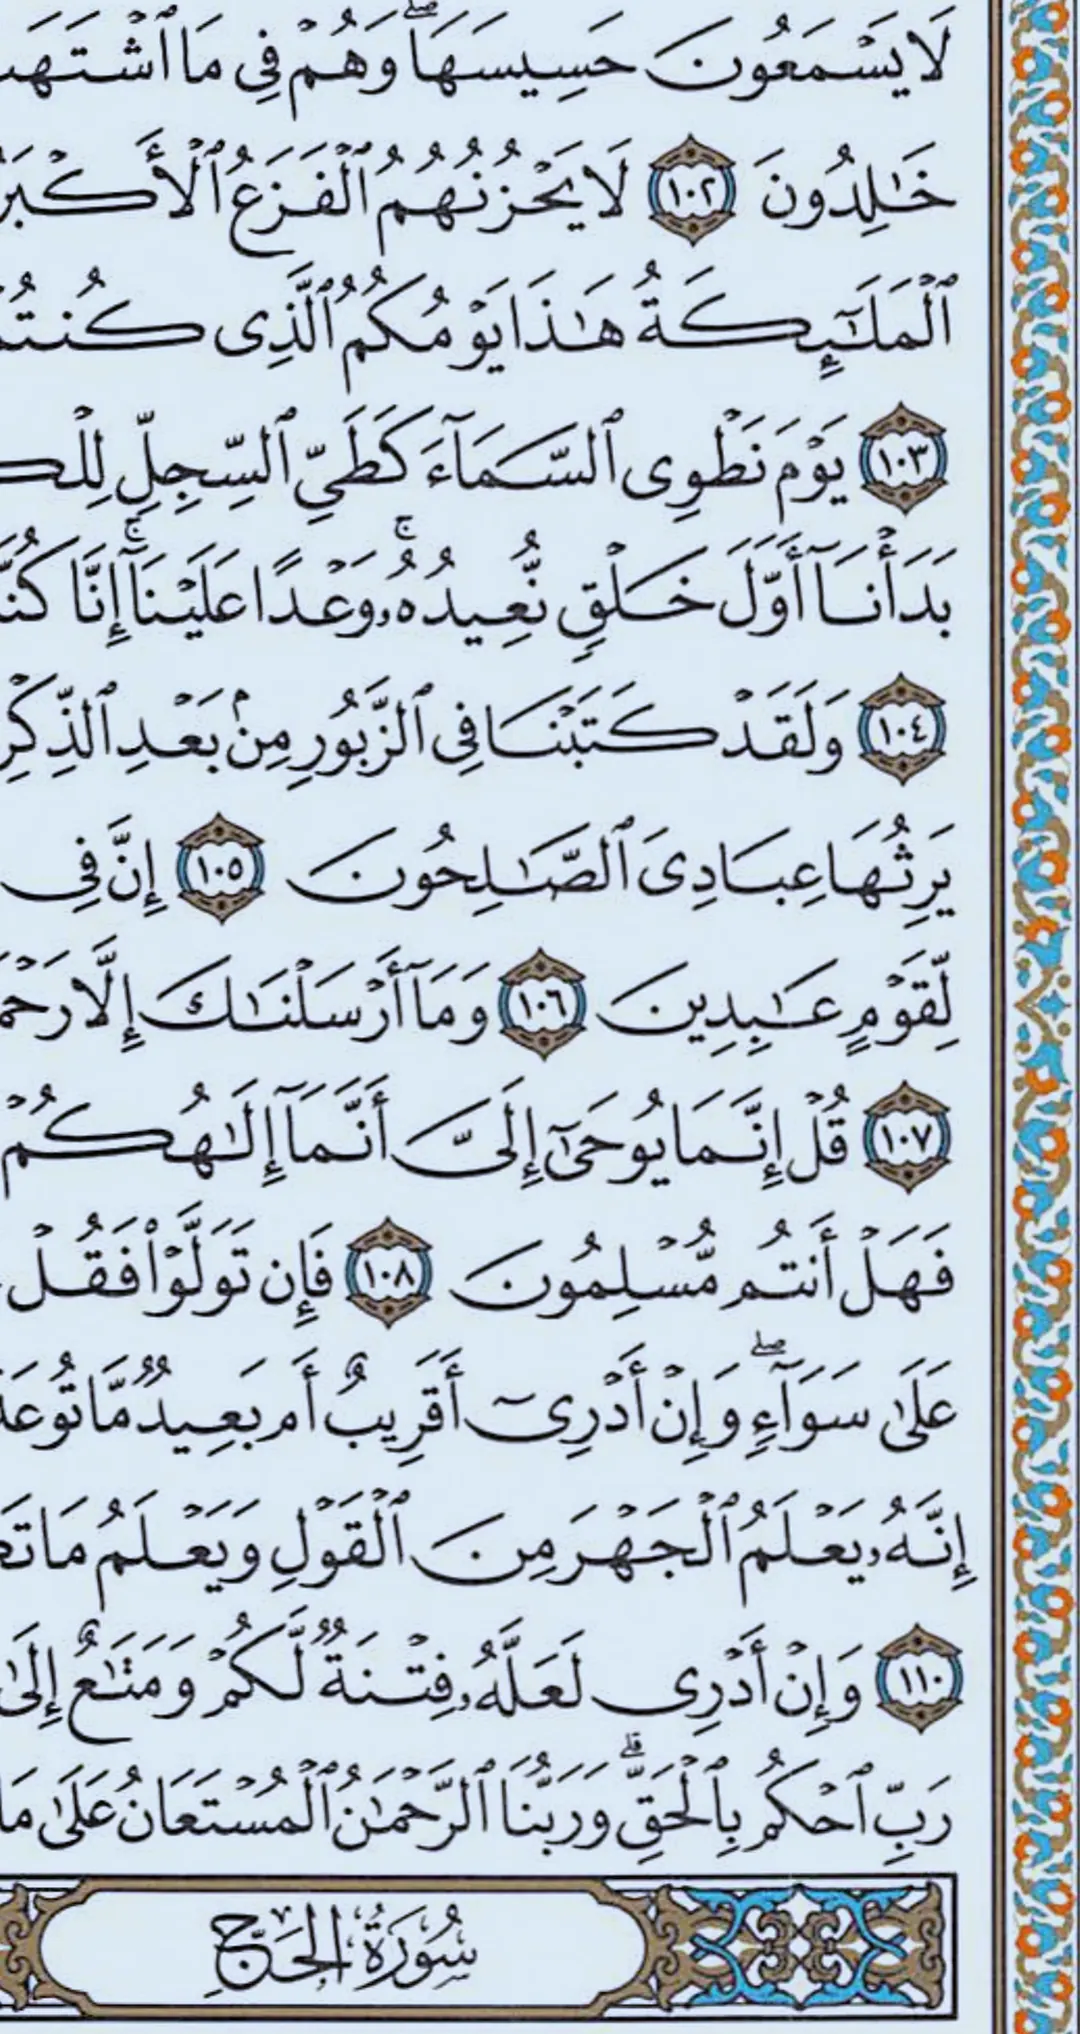 لَا يَسْمَعُونَ حَسِيسَهَا ۖ وَهُمْ فِي مَا ٱشْتَهَتْ
خَـٰلِدُونَ ١٠٢ لَا يَحْزُنُهُمُ ٱلْفَزَعُ ٱلْأَكْبَرُ
ٱلْمَلَـٰٓئِكَةُ هَـٰذَا يَوْمُكُمُ ٱلَّذِى كُنتُمْ
١٠٣ يَوْمَ نَطْوِى ٱلسَّمَآءَ كَطَيِّ ٱلسِّجِلِّ
بَدَأْنَآ أَوَّلَ خَلْقٍ نُّعِيدُهُۥ ۚ وَعْدًا عَلَيْنَآ ۚ إِنَّا كُنَّا
١٠٤ وَلَقَدْ كَتَبْنَا فِى ٱلزَّبُورِ مِنۢ بَعْدِ ٱلذِّكْرِ
يَرِثُهَا عِبَادِىَ ٱلصَّـٰلِحُونَ ١٠٥ إِنَّ فِى
لِّقَوْمٍ عَـٰبِدِينَ ١٠٦ وَمَآ أَرْسَلْنَـٰكَ إِلَّا
١٠٧ قُلْ إِنَّمَا يُوحَىٰٓ إِلَىَّ أَنَّمَآ إِلَـٰهُكُمْ
فَهَلْ أَنتُم مُّسْلِمُونَ ١٠٨ فَإِن تَوَلَّوْا۟ فَقُلْ
عَلَىٰ سَوَآءٍ ۖ وَإِنْ أَدْرِىٓ أَقَرِيبٌ أَم بَعِيدٌ مَّا
إِنَّهُۥ يَعْلَمُ ٱلْجَهْرَ مِنَ ٱلْقَوْلِ وَيَعْلَمُ مَا
١١٠ وَإِنْ أَدْرِى لَعَلَّهُۥ فِتْنَةٌ لَّكُمْ وَمَتَـٰعٌ إِلَىٰ
رَبِّ ٱحْكُم بِٱلْحَقِّ ۗ وَرَبُّنَا ٱلرَّحْمَـٰنُ ٱلْمُسْتَعَانُ عَلَىٰ مَا
سُورَةُ الحَجِّ